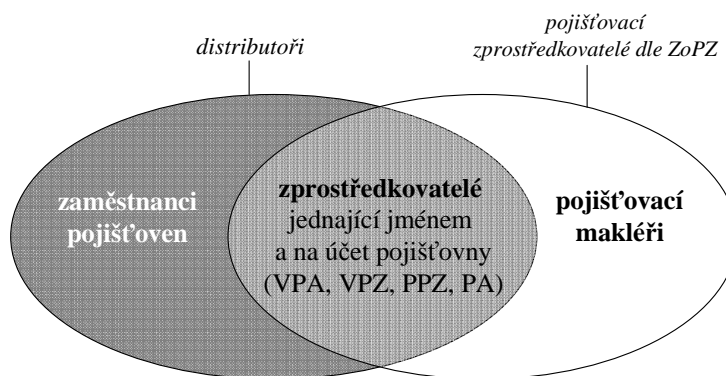 distributoři
pojišťovací
zprostředkovatelé dle ZoPZ
zaměstnanci
pojišťoven
zprostředkovatelé
jednající jménem
a na účet pojišťovny
(VPA, VPZ, PPZ, PA)
pojišťovací
makléři